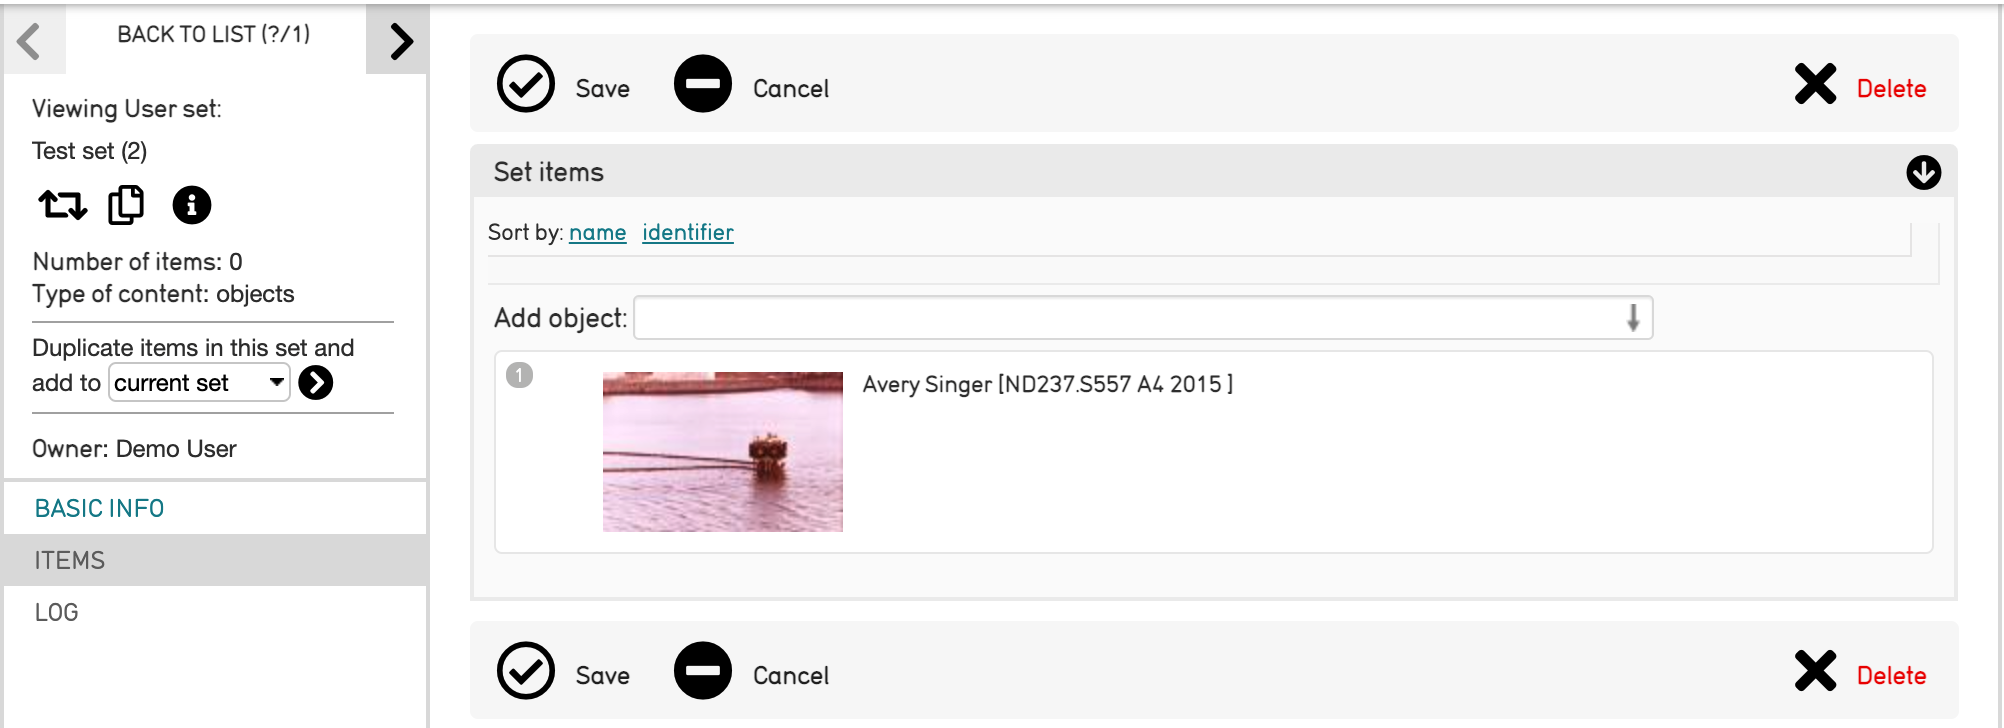 BACK TO LIST (?/1)
Viewing User set:
Test set (2)
Number of items: 0
Type of content: objects
Duplicate items in this set and
add to current set
Owner: Demo User
BASIC INFO
ITEMS
LOG
Save Cancel Delete
Set items
Sort by: name identifier
Add object:
1 Avery Singer [ND237.S557 A4 2015 ]
Save Cancel Delete